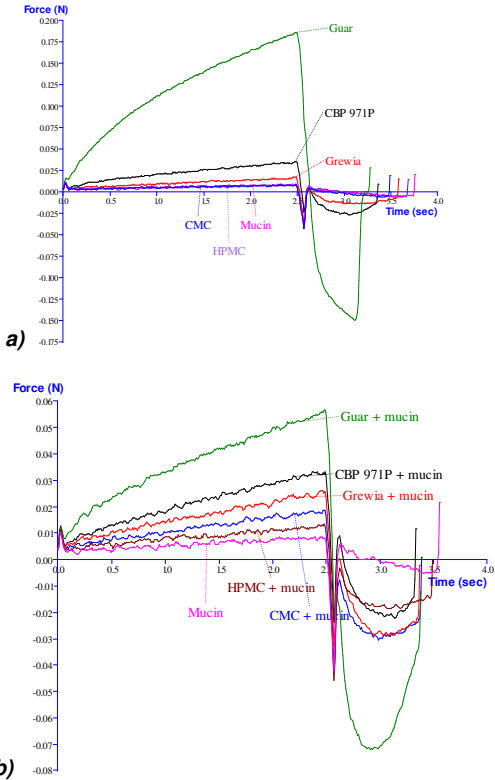 Force (N)
0.200
Guar
0.175
0.150
0.125
0.100
CBP 971P
0.075
0.050
Grewia
0.025
0.000
0.0 0.5 1.0 1.5 2.0 2.5 3.0 3.5 4.0
Time (sec)
-0.025
CMC Mucin
-0.050
HPMC
-0.075
-0.100
-0.125
-0.150
-0.175
a)
Force (N)
0.06
Guar + mucin
0.05
0.04
CBP 971P + mucin
0.03
Grewia + mucin
0.02
0.01
0.00
0.0 0.5 1.0 1.5 2.0 2.5 3.0 3.5 4.0
Time (sec)
HPMC + mucin
-0.01
Mucin CMC + mucin
-0.02
-0.03
-0.04
-0.05
-0.06
-0.07
-0.08
b)